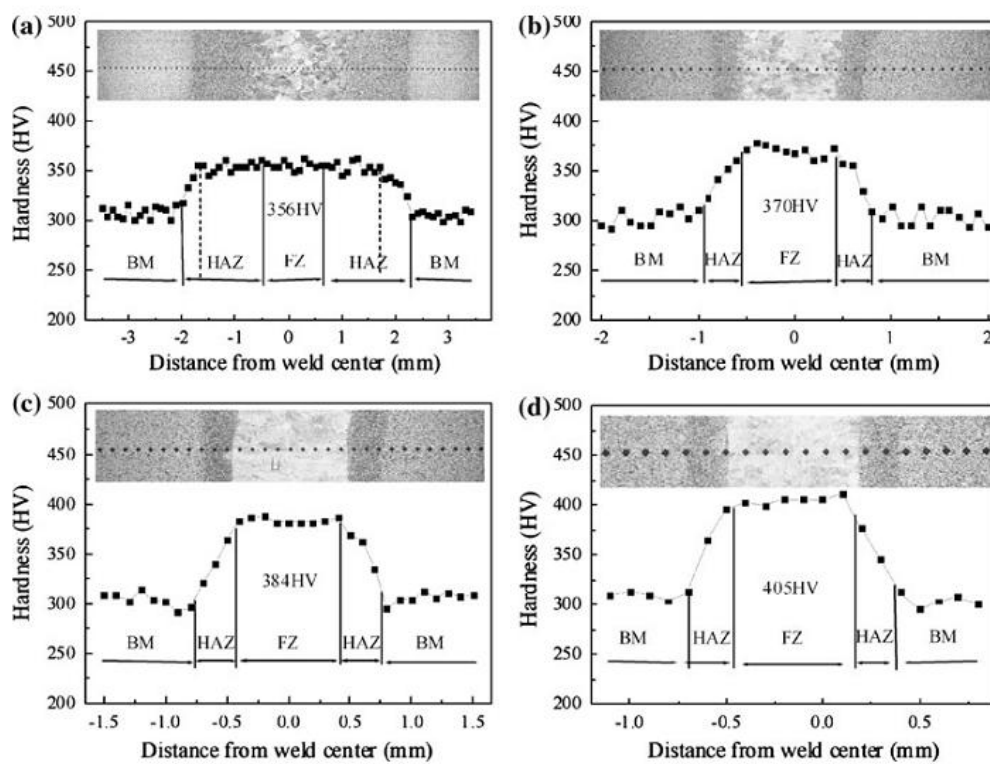 (a)
500
450
400
350
300
250
200
Hardness (HV)
356HV
BM HAZ FZ HAZ BM
-3 -2 -1 0 1 2 3
Distance from weld center (mm)
(b)
500
450
400
350
300
250
200
Hardness (HV)
370HV
BM HAZ FZ HAZ BM
-2 -1 0 1 2
Distance from weld center (mm)
(c)
500
450
400
350
300
250
200
Hardness (HV)
384HV
BM HAZ FZ HAZ BM
-1.5 -1.0 -0.5 0.0 0.5 1.0 1.5
Distance from weld center (mm)
(d)
500
450
400
350
300
250
200
Hardness (HV)
405HV
BM HAZ FZ HAZ BM
-1.0 -0.5 0.0 0.5
Distance from weld center (mm)